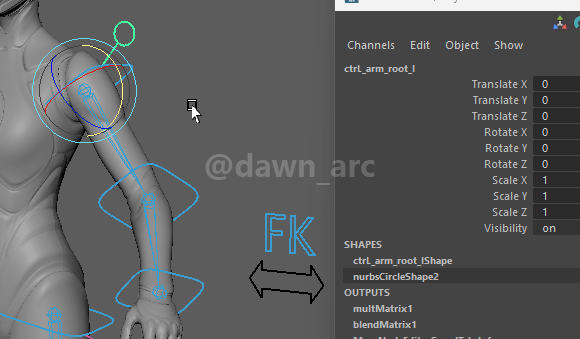 Channels Edit Object Show
ctrl_arm_root_l
Translate X 0
Translate Y 0
Translate Z 0
Rotate X 0
Rotate Y 0
Rotate Z 0
Scale X 1
Scale Y 1
Scale Z 1
Visibility on
SHAPES
ctrl_arm_root_lShape
nurbsCircleShape2
OUTPUTS
multMatrix1
blendMatrix1
@dawn_arc
FK